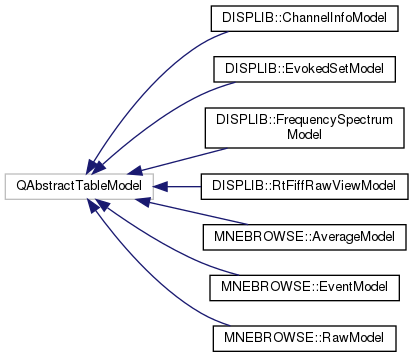 DISPLIB::ChannelInfoModel
DISPLIB::EvokedSetModel
DISPLIB::FrequencySpectrum
Model
QAbstractTableModel
DISPLIB::RtFiffRawViewModel
MNEBROWSE::AverageModel
MNEBROWSE::EventModel
MNEBROWSE::RawModel